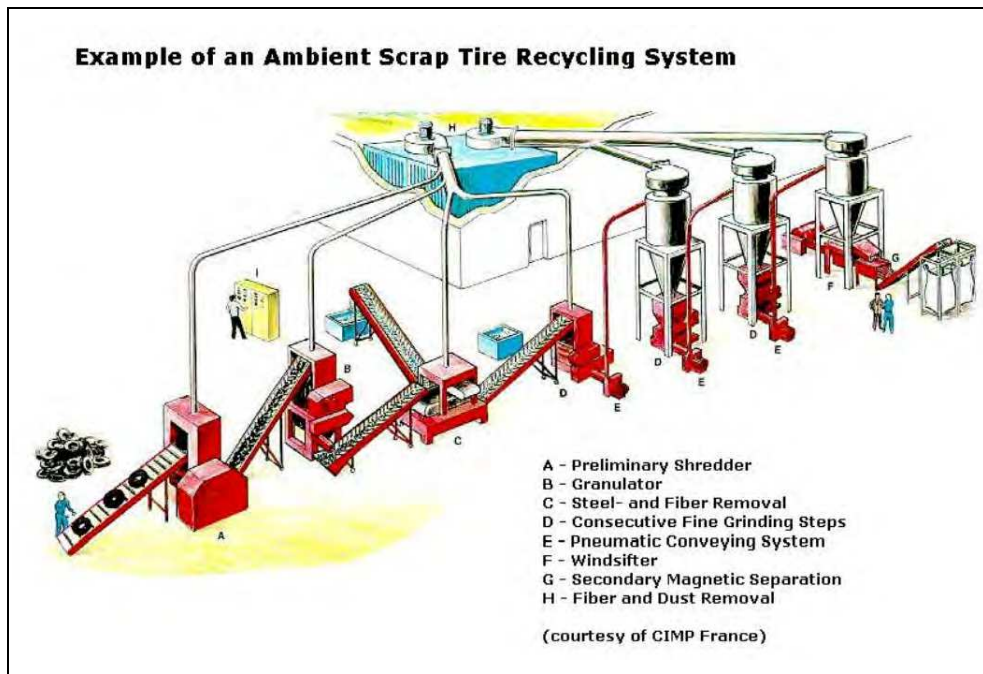 Example of an Ambient Scrap Tire Recycling System
H
I
G
B
F
D
E
D
E
D
E
C
A
A - Preliminary Shredder
B - Granulator
C - Steel- and Fiber Removal
D - Consecutive Fine Grinding Steps
E - Pneumatic Conveying System
F - Windsifter
G - Secondary Magnetic Separation
H - Fiber and Dust Removal
(courtesy of CIMP France)